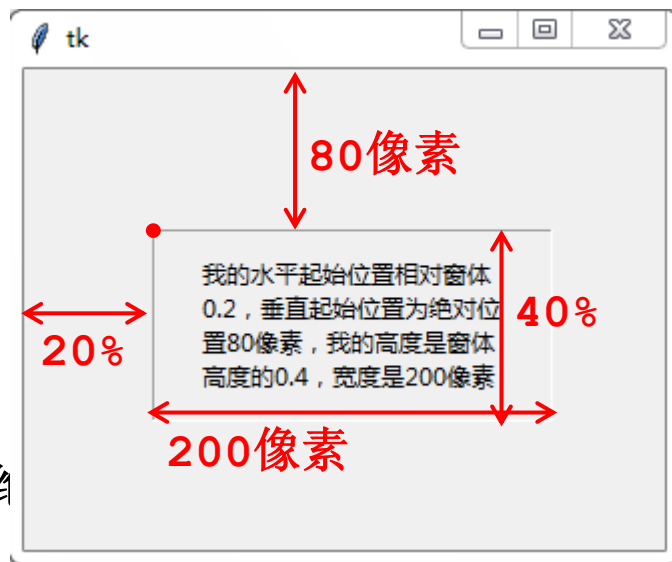 tk
80像素
我的水平起始位置相对窗体
0.2，垂直起始位置为绝对位
置80像素，我的高度是窗体
高度的0.4，宽度是200像素
40%
20%
200像素